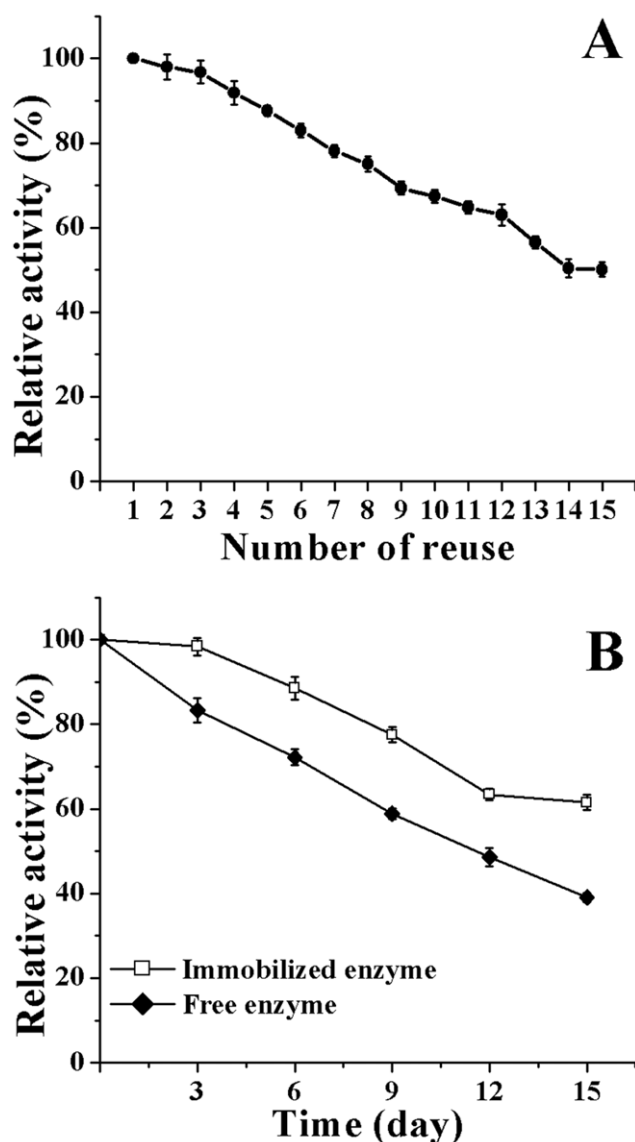 A
Relative activity (%)
100
80
60
40
20
0
1 2 3 4 5 6 7 8 9 10 11 12 13 14 15
Number of reuse
B
Relative activity (%)
100
80
60
40
20
0
Immobilized enzyme
Free enzyme
3 6 9 12 15
Time (day)